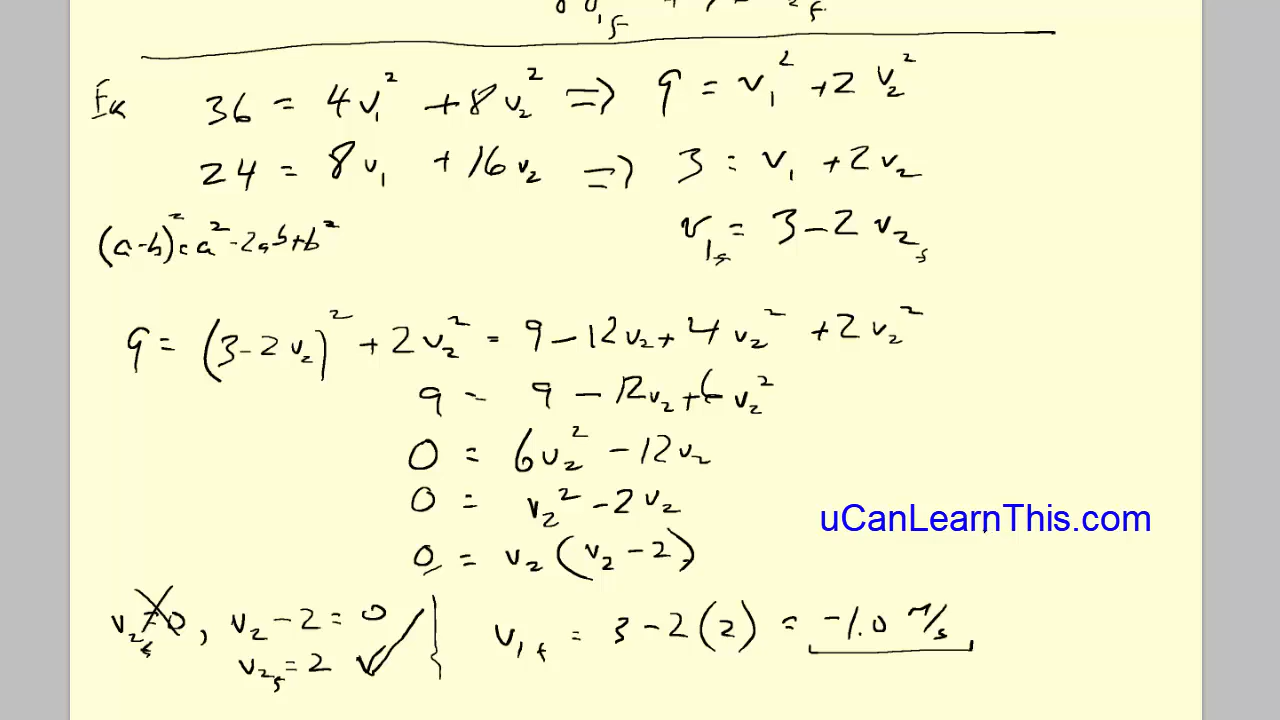 8 v₁f + 2f
Ek 36 = 4v₁² + 8v₂² => 9 = v₁² + 2v₂²
24 = 8v₁ + 16v₂ => 3 = v₁ + 2v₂
(a-b)² = a² - 2ab + b² v₁f = 3 - 2v₂f
9 = (3 - 2v₂)² + 2v₂² = 9 - 12v₂ + 4v₂² + 2v₂²
9 = 9 - 12v₂ + 6v₂²
0 = 6v₂² - 12v₂
0 = v₂² - 2v₂
uCanLearnThis.com
0 = v₂(v₂ - 2)
v₂f = 0, v₂ - 2 = 0 v₁f = 3 - 2(2) = -1.0 m/s
v₂f = 2 ✓